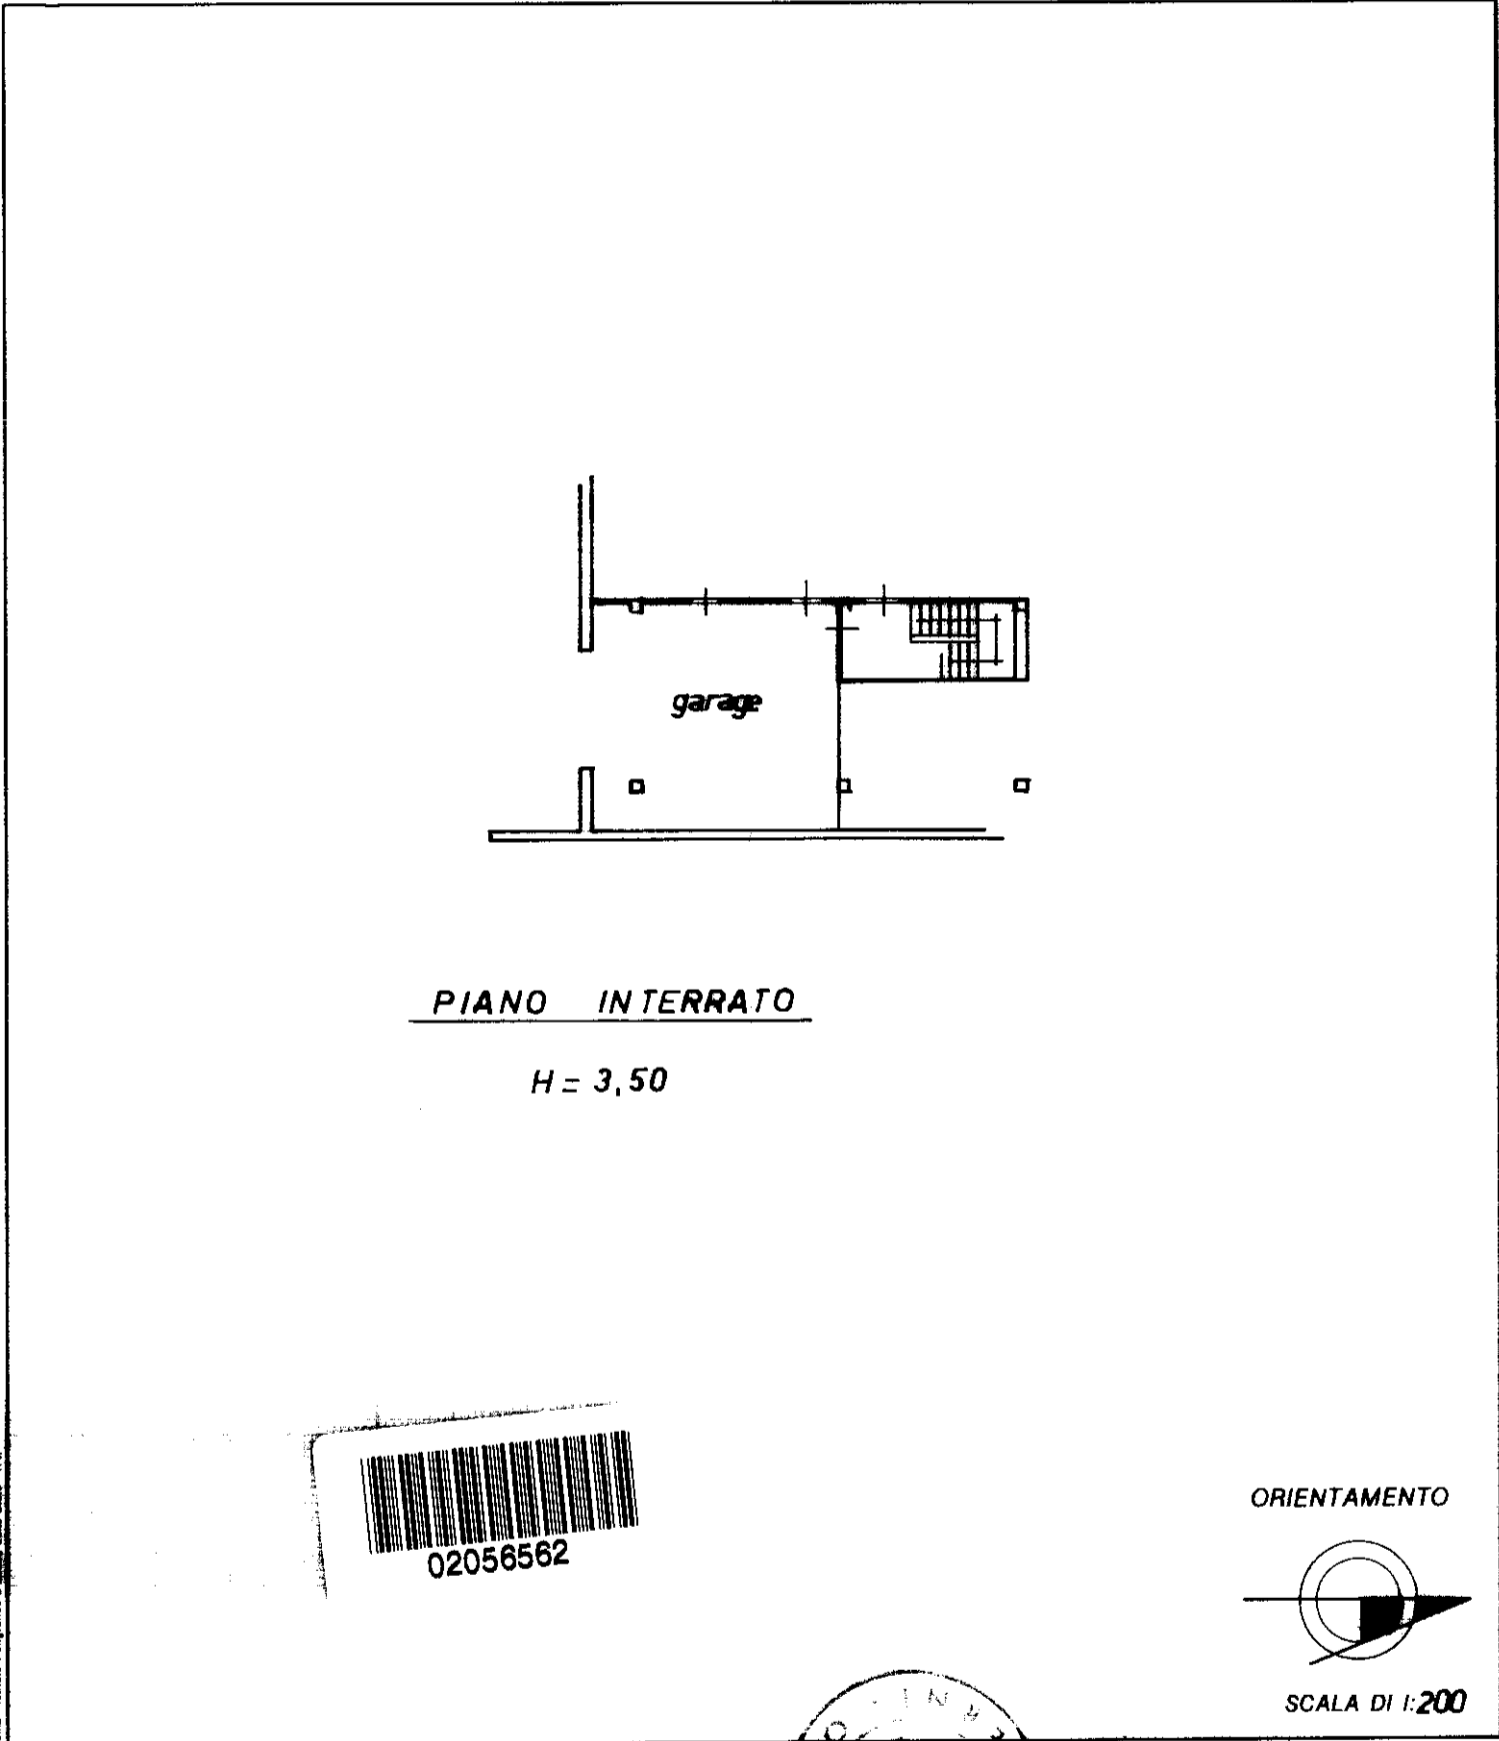 garage
PIANO INTERRATO
H = 3,50
02056562
ORIENTAMENTO
SCALA DI 1:200